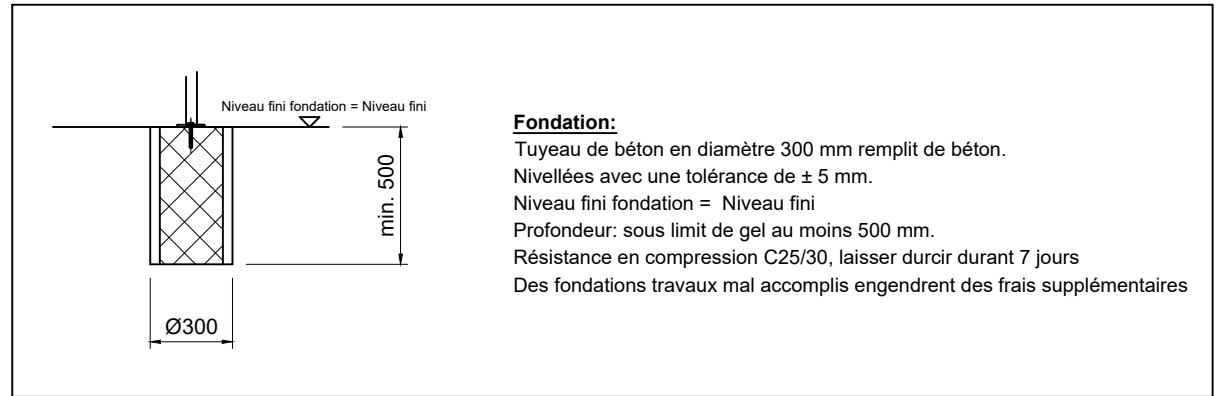 Niveau fini fondation = Niveau fini
min. 500
Ø300
Fondation:
Tuyeau de béton en diamètre 300 mm remplit de béton.
Nivellées avec une tolérance de ± 5 mm.
Niveau fini fondation = Niveau fini
Profondeur: sous limit de gel au moins 500 mm.
Résistance en compression C25/30, laisser durcir durant 7 jours
Des fondations travaux mal accomplis engendrent des frais supplémentaires